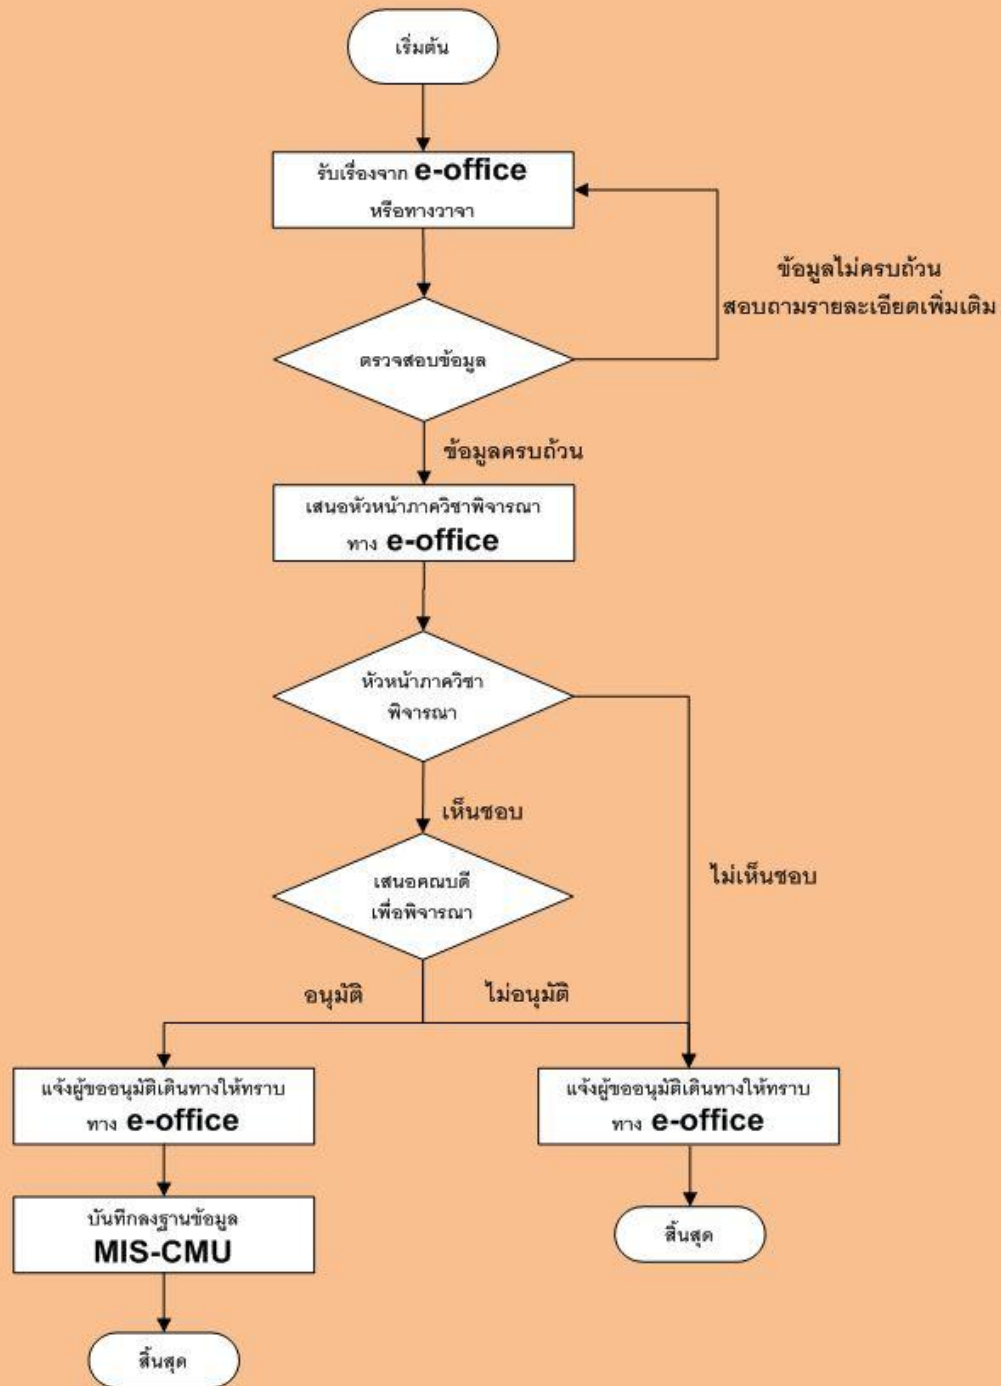 เริ่มต้น
รับเรื่องจาก e-office
หรือทางวาจา
ข้อมูลไม่ครบถ้วน
สอบถามรายละเอียดเพิ่มเติม
ตรวจสอบข้อมูล
ข้อมูลครบถ้วน
เสนอหัวหน้าภาควิชาพิจารณา
ทาง e-office
หัวหน้าภาควิชา
พิจารณา
เห็นชอบ
ไม่เห็นชอบ
เสนอคณบดี
เพื่อพิจารณา
อนุมัติ
ไม่อนุมัติ
แจ้งผู้ขออนุมัติเดินทางให้ทราบ
ทาง e-office
แจ้งผู้ขออนุมัติเดินทางให้ทราบ
ทาง e-office
บันทึกลงฐานข้อมูล
MIS-CMU
สิ้นสุด
สิ้นสุด